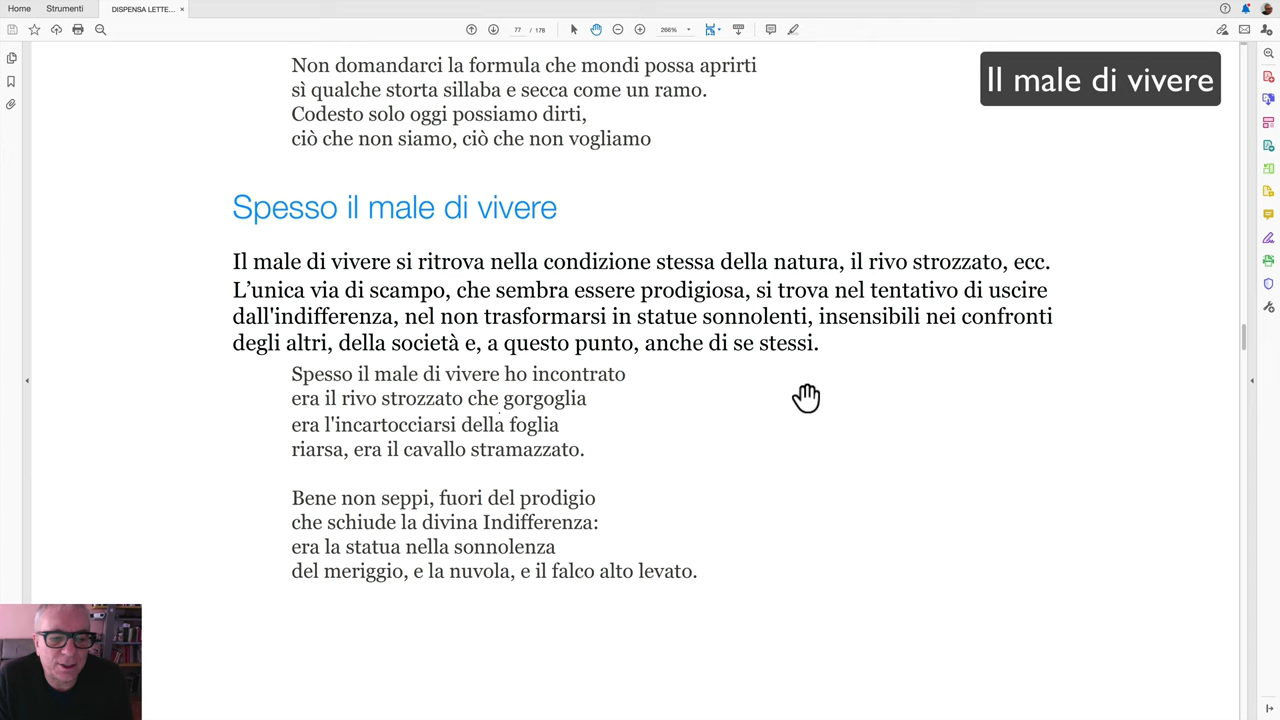 Home Strumenti DISPENSA LETTE... ×
77 / 178 266%
Il male di vivere
Non domandarci la formula che mondi possa aprirti
sì qualche storta sillaba e secca come un ramo.
Codesto solo oggi possiamo dirti,
ciò che non siamo, ciò che non vogliamo
Spesso il male di vivere
Il male di vivere si ritrova nella condizione stessa della natura, il rivo strozzato, ecc.
L’unica via di scampo, che sembra essere prodigiosa, si trova nel tentativo di uscire
dall'indifferenza, nel non trasformarsi in statue sonnolenti, insensibili nei confronti
degli altri, della società e, a questo punto, anche di se stessi.
Spesso il male di vivere ho incontrato
era il rivo strozzato che gorgoglia
era l'incartocciarsi della foglia
riarsa, era il cavallo stramazzato.
Bene non seppi, fuori del prodigio
che schiude la divina Indifferenza:
era la statua nella sonnolenza
del meriggio, e la nuvola, e il falco alto levato.